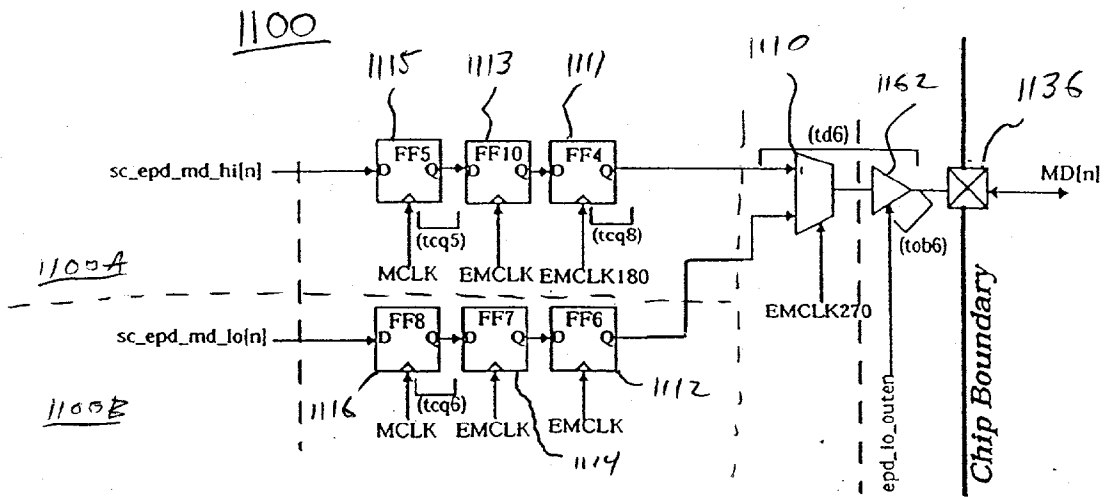 1100
1115
1113
1111
1110
1162
1136
(td6)
D FF5 Q
D FF10 Q
D FF4 Q
sc_epd_md_hi[n]
MD[n]
(tcq5)
(tcq8)
(tob6)
MCLK
EMCLK
EMCLK180
1100A
EMCLK270
D FF8 Q
D FF7 Q
D FF6 Q
sc_epd_md_lo[n]
1116
(tcq6)
1112
MCLK
EMCLK
EMCLK
1100B
1114
epd_io_outen
Chip Boundary